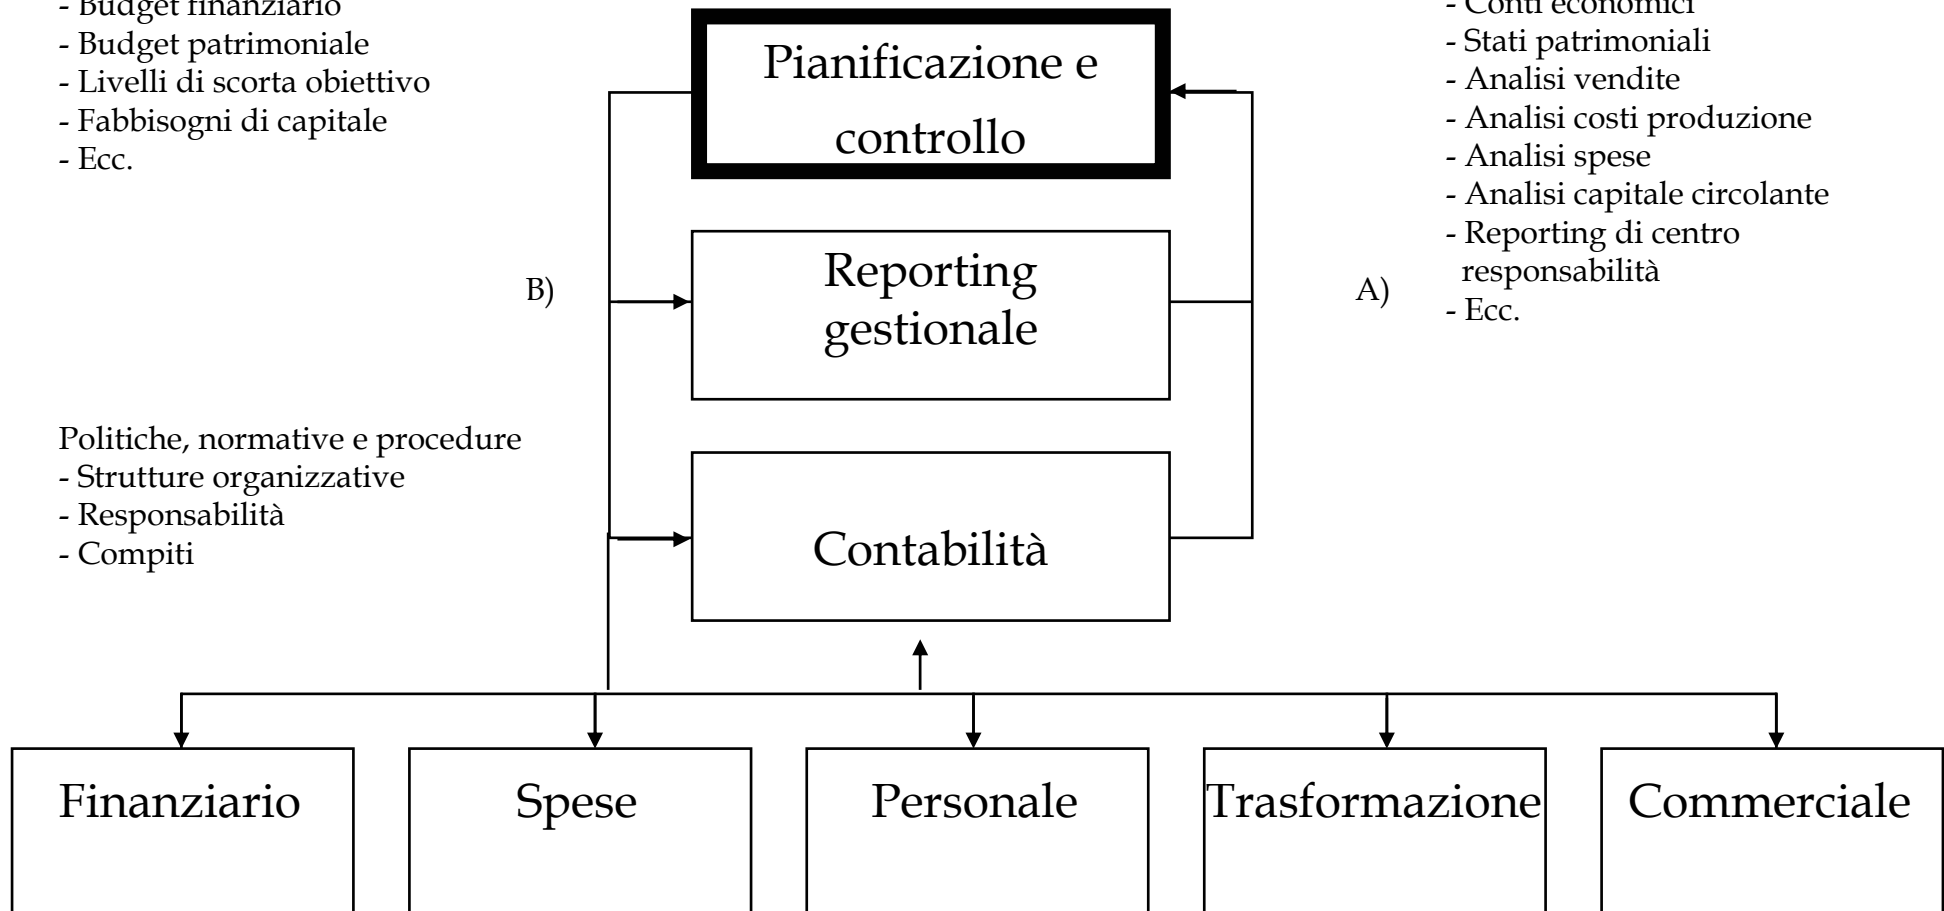 - Budget finanziario
- Budget patrimoniale
- Livelli di scorta obiettivo
- Fabbisogni di capitale
- Ecc.
Pianificazione e
controllo
- Conti economici
- Stati patrimoniali
- Analisi vendite
- Analisi costi produzione
- Analisi spese
- Analisi capitale circolante
- Reporting di centro
responsabilità
- Ecc.
B)
Reporting
gestionale
A)
Politiche, normative e procedure
- Strutture organizzative
- Responsabilità
- Compiti
Contabilità
Finanziario
Spese
Personale
Trasformazione
Commerciale